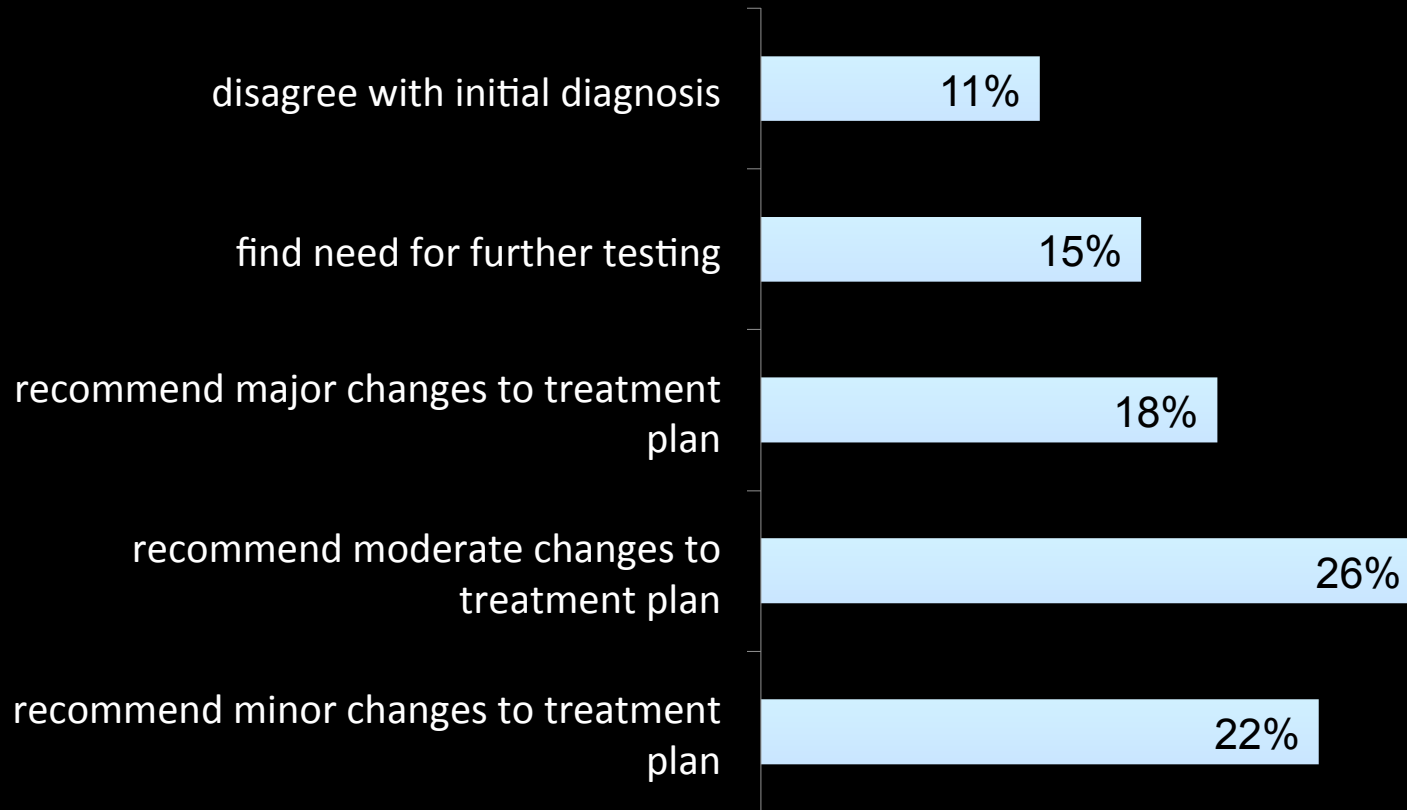 disagree with initial diagnosis
11%
find need for further testing
15%
recommend major changes to treatment
plan
18%
recommend moderate changes to
treatment plan
26%
recommend minor changes to treatment
plan
22%